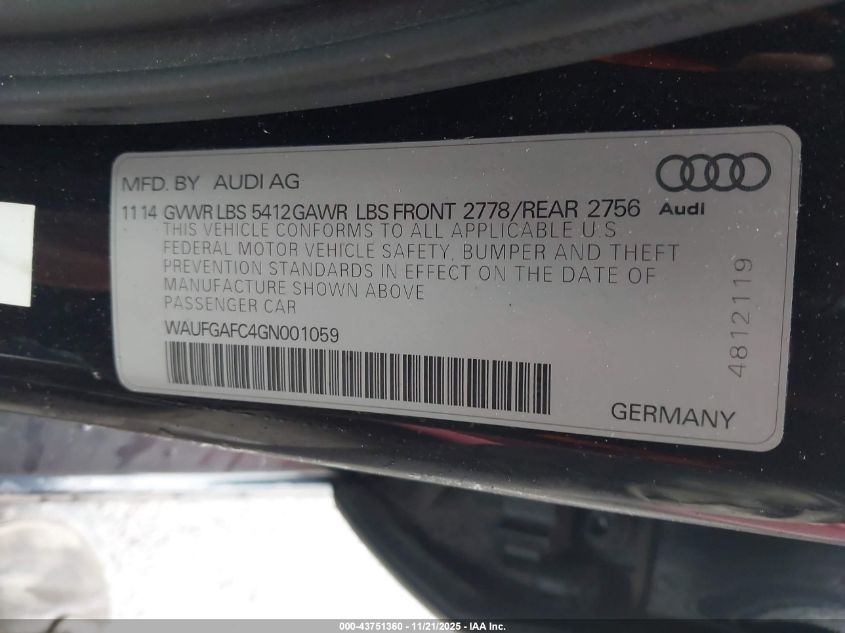 MFD. BY AUDI AG
11 14 GVWR LBS 5412 GAWR LBS FRONT 2778/REAR 2756
Audi
THIS VEHICLE CONFORMS TO ALL APPLICABLE U S
FEDERAL MOTOR VEHICLE SAFETY, BUMPER AND THEFT
PREVENTION STANDARDS IN EFFECT ON THE DATE OF
MANUFACTURE SHOWN ABOVE
PASSENGER CAR
WAUFGAFC4GN001059
4812119
GERMANY
000-43751360 - 11/21/2025 - © IAA Inc.